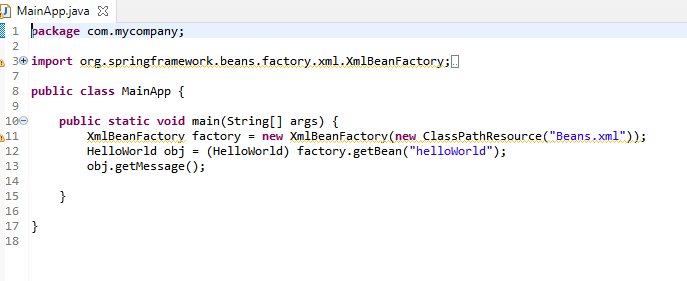 MainApp.java
1 package com.mycompany;
2
3 import org.springframework.beans.factory.xml.XmlBeanFactory;
7
8 public class MainApp {
9
10 public static void main(String[] args) {
11 XmlBeanFactory factory = new XmlBeanFactory(new ClassPathResource("Beans.xml"));
12 HelloWorld obj = (HelloWorld) factory.getBean("helloWorld");
13 obj.getMessage();
14
15 }
16
17 }
18